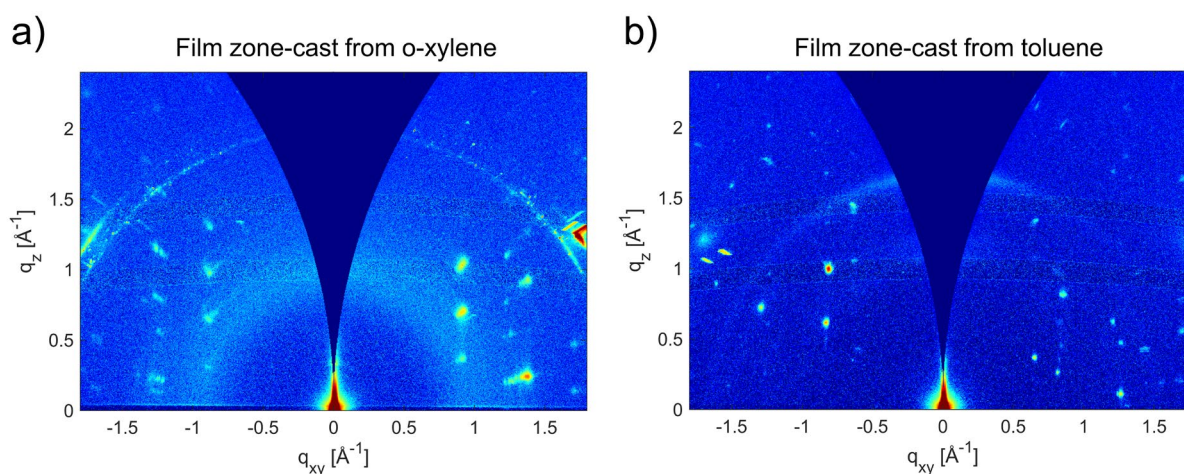 a)
Film zone-cast from o-xylene
2
1.5
1
0.5
0
q_z [Å⁻¹]
-1.5 -1 -0.5 0 0.5 1 1.5
q_xy [Å⁻¹]
b)
Film zone-cast from toluene
2
1.5
1
0.5
0
q_z [Å⁻¹]
-1.5 -1 -0.5 0 0.5 1 1.5
q_xy [Å⁻¹]